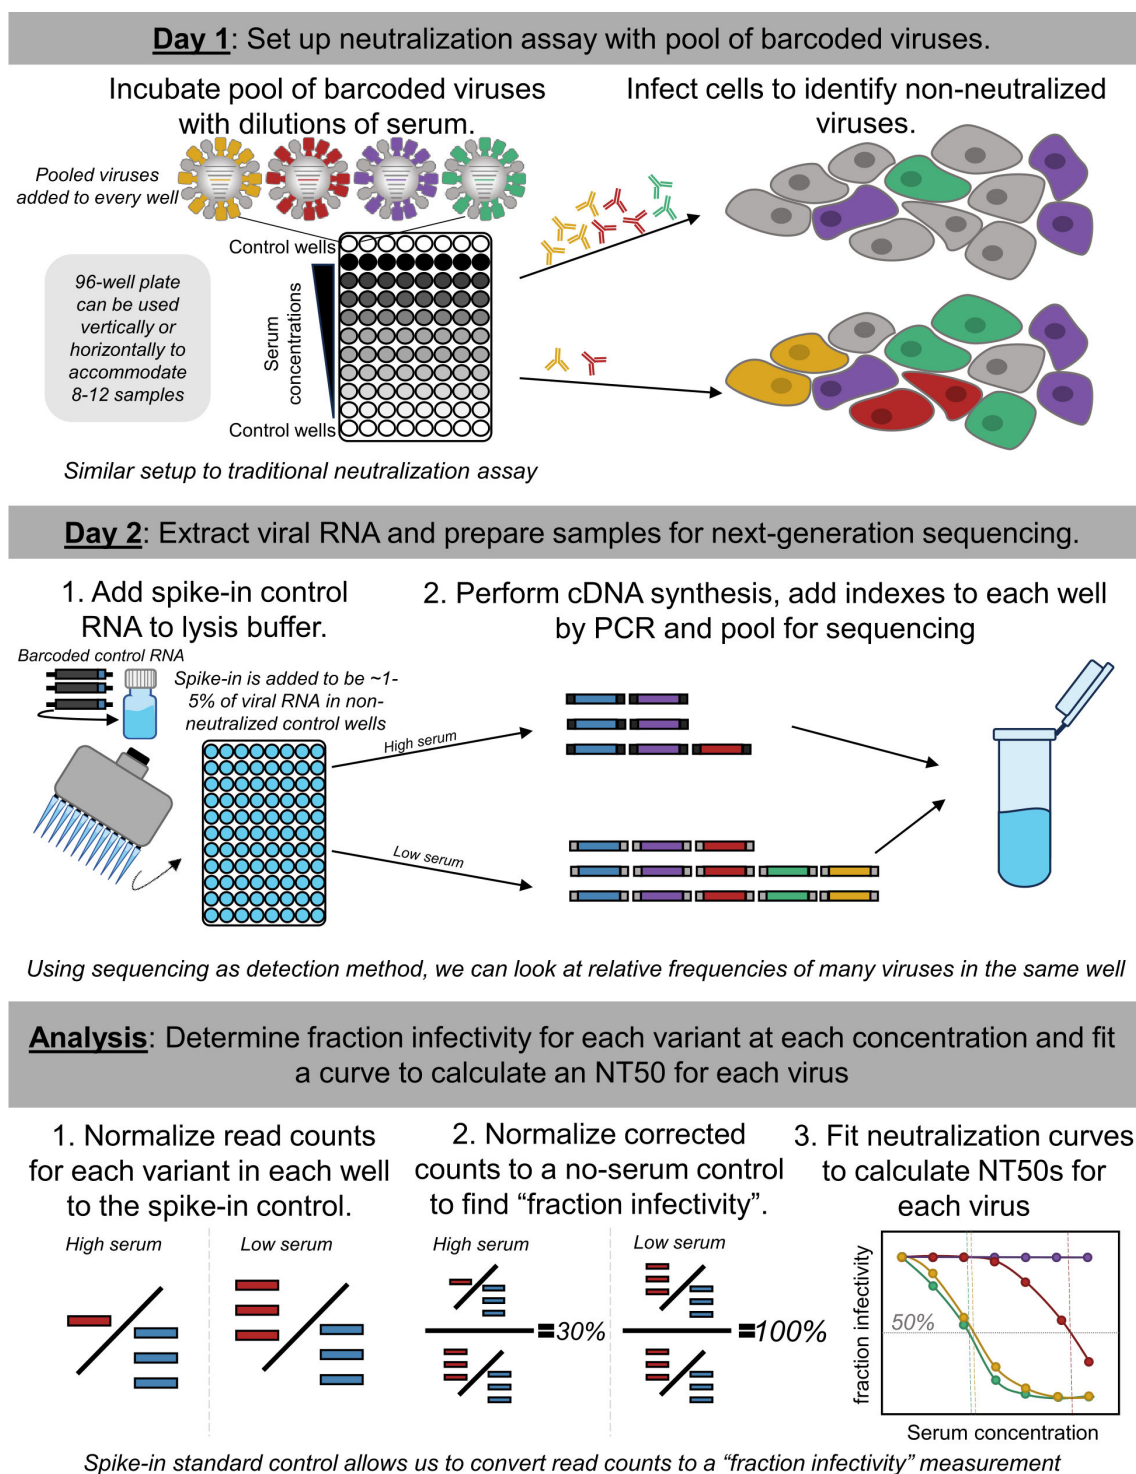 Day 1: Set up neutralization assay with pool of barcoded viruses.
Incubate pool of barcoded viruses
with dilutions of serum.
Infect cells to identify non-neutralized
viruses.
Pooled viruses
added to every well
Control wells
96-well plate
can be used
vertically or
horizontally to
accommodate
8-12 samples
Serum
concentrations
Control wells
Similar setup to traditional neutralization assay
Day 2: Extract viral RNA and prepare samples for next-generation sequencing.
1. Add spike-in control
RNA to lysis buffer.
2. Perform cDNA synthesis, add indexes to each well
by PCR and pool for sequencing
Barcoded control RNA
Spike-in is added to be ~1-
5% of viral RNA in non-
neutralized control wells
High serum
Low serum
Using sequencing as detection method, we can look at relative frequencies of many viruses in the same well
Analysis: Determine fraction infectivity for each variant at each concentration and fit
a curve to calculate an NT50 for each virus
1. Normalize read counts
for each variant in each well
to the spike-in control.
High serum
Low serum
2. Normalize corrected
counts to a no-serum control
to find “fraction infectivity”.
High serum
Low serum
=30%
=100%
3. Fit neutralization curves
to calculate NT50s for
each virus
fraction infectivity
50%
Serum concentration
Spike-in standard control allows us to convert read counts to a “fraction infectivity” measurement